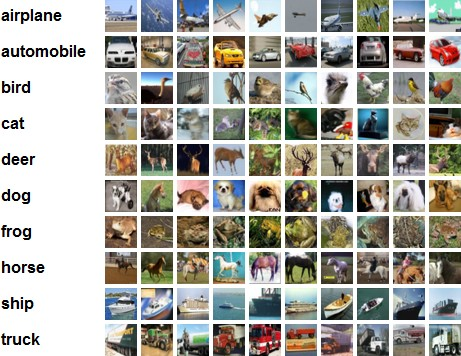 airplane
automobile
bird
cat
deer
dog
frog
horse
ship
truck